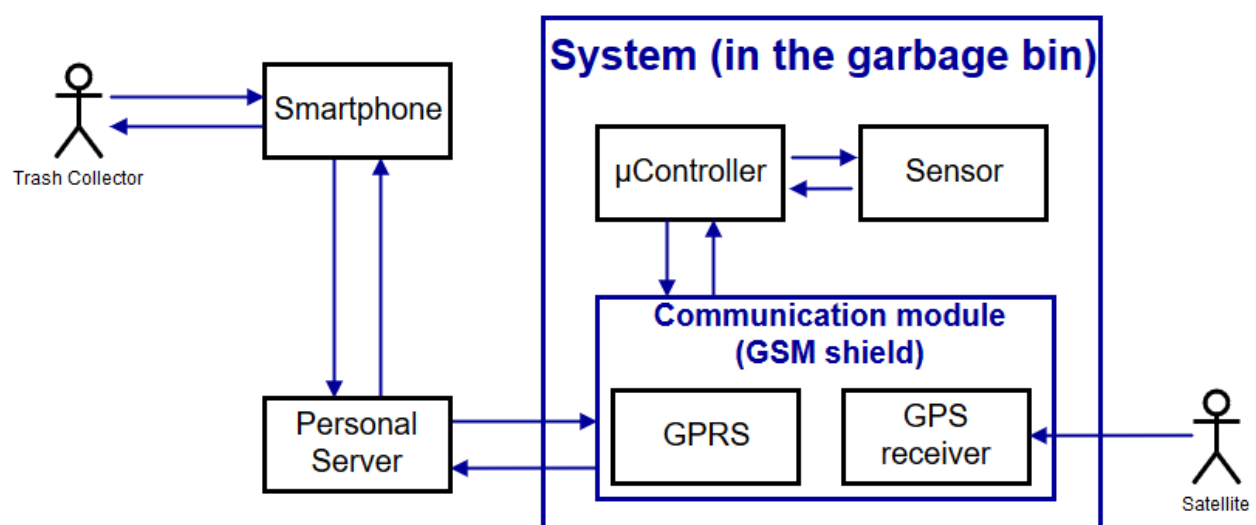 System (in the garbage bin)
Smartphone
Trash Collector
µController
Sensor
Communication module
(GSM shield)
Personal
Server
GPRS
GPS
receiver
Satellite